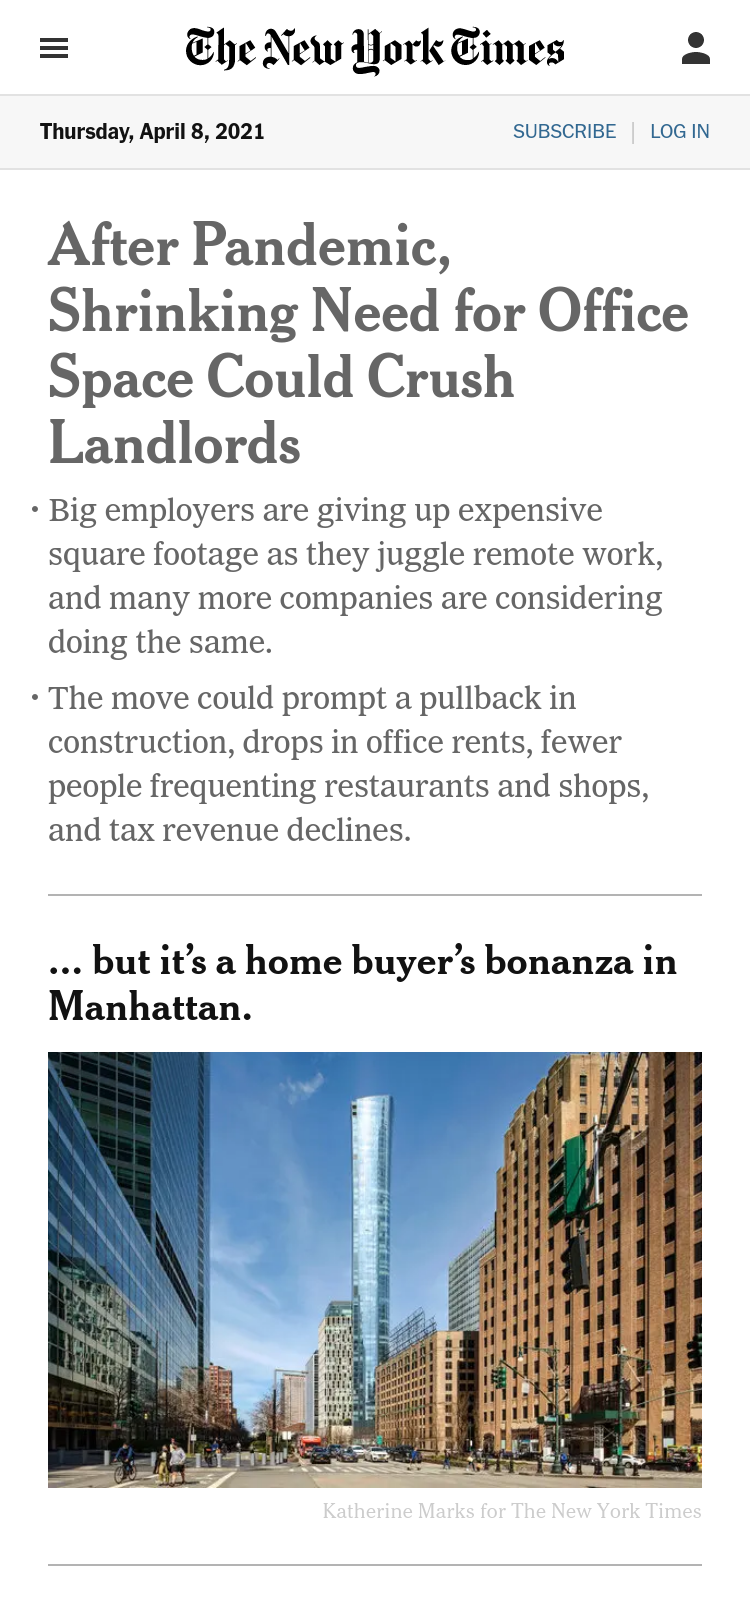 The New York Times
Thursday, April 8, 2021
SUBSCRIBE | LOG IN
After Pandemic,
Shrinking Need for Office
Space Could Crush
Landlords
• Big employers are giving up expensive
square footage as they juggle remote work,
and many more companies are considering
doing the same.
• The move could prompt a pullback in
construction, drops in office rents, fewer
people frequenting restaurants and shops,
and tax revenue declines.
... but it’s a home buyer’s bonanza in
Manhattan.
Katherine Marks for The New York Times